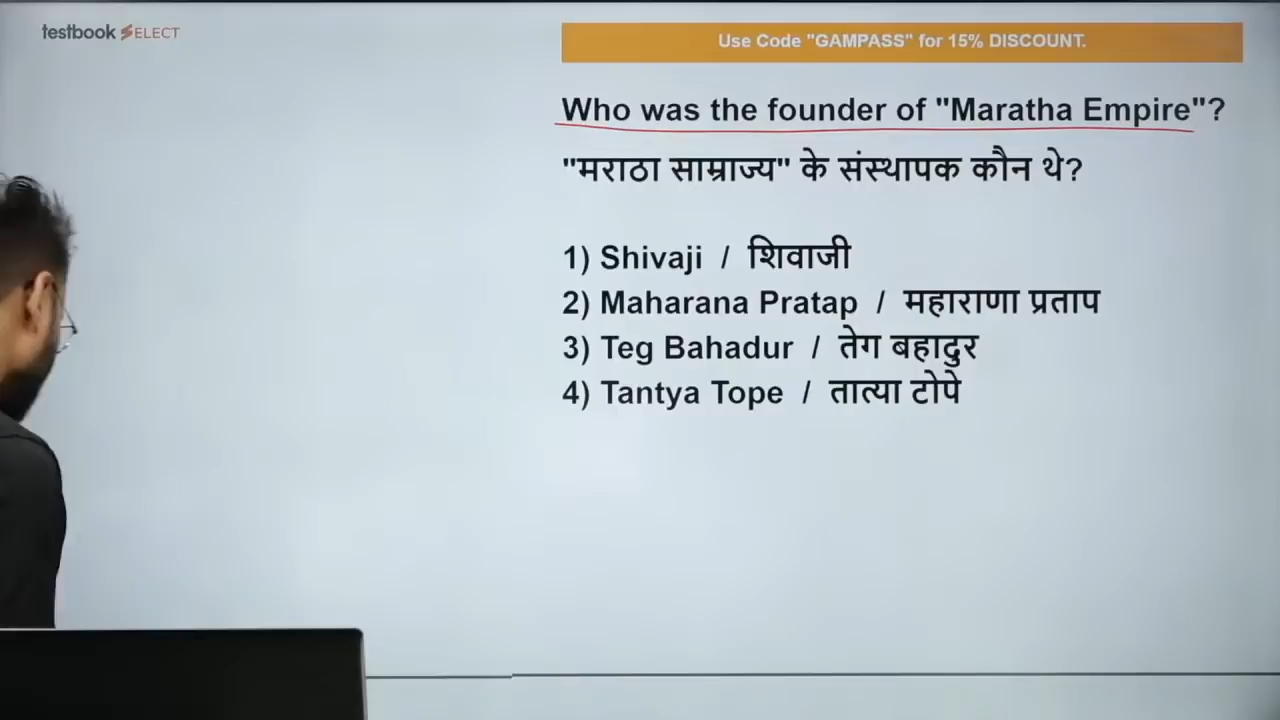 testbook SELECT
Use Code "GAMPASS" for 15% DISCOUNT.
Who was the founder of "Maratha Empire"?
"मराठा साम्राज्य" के संस्थापक कौन थे?
1) Shivaji / शिवाजी
2) Maharana Pratap / महाराणा प्रताप
3) Teg Bahadur / तेग बहादुर
4) Tantya Tope / तात्या टोपे